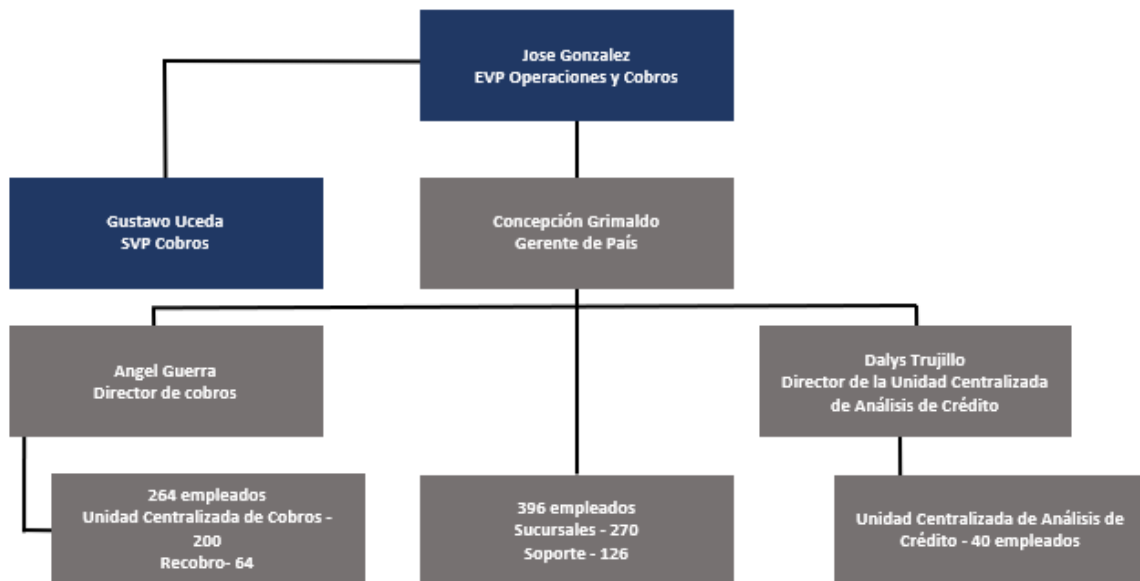 Jose Gonzalez
EVP Operaciones y Cobros
Gustavo Uceda
SVP Cobros
Concepción Grimaldo
Gerente de País
Angel Guerra
Director de cobros
Dalys Trujillo
Director de la Unidad Centralizada
de Análisis de Crédito
264 empleados
Unidad Centralizada de Cobros -
200
Recobro- 64
396 empleados
Sucursales - 270
Soporte - 126
Unidad Centralizada de Análisis de
Crédito - 40 empleados